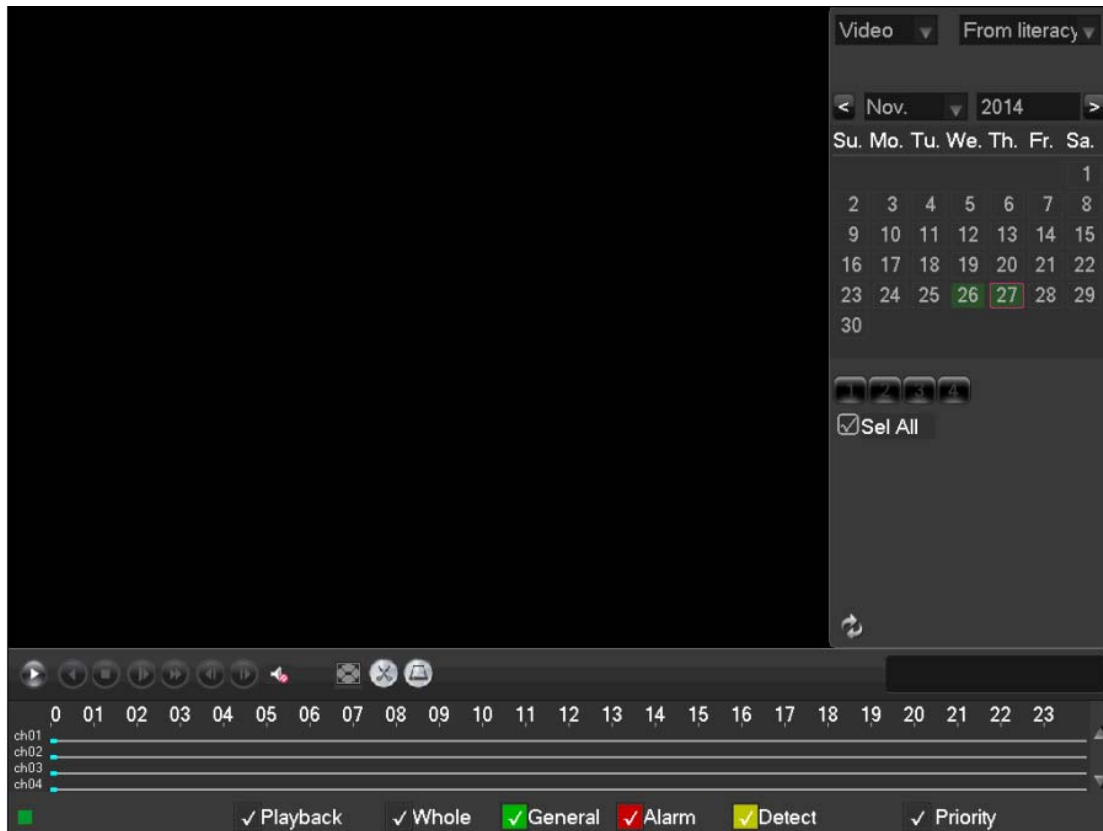 Video From literacy
< Nov. 2014 >
Su. Mo. Tu. We. Th. Fr. Sa.
1
2 3 4 5 6 7 8
9 10 11 12 13 14 15
16 17 18 19 20 21 22
23 24 25 26 27 28 29
30
1 2 3 4
Sel All
0 01 02 03 04 05 06 07 08 09 10 11 12 13 14 15 16 17 18 19 20 21 22 23
ch01
ch02
ch03
ch04
Playback Whole General Alarm Detect Priority